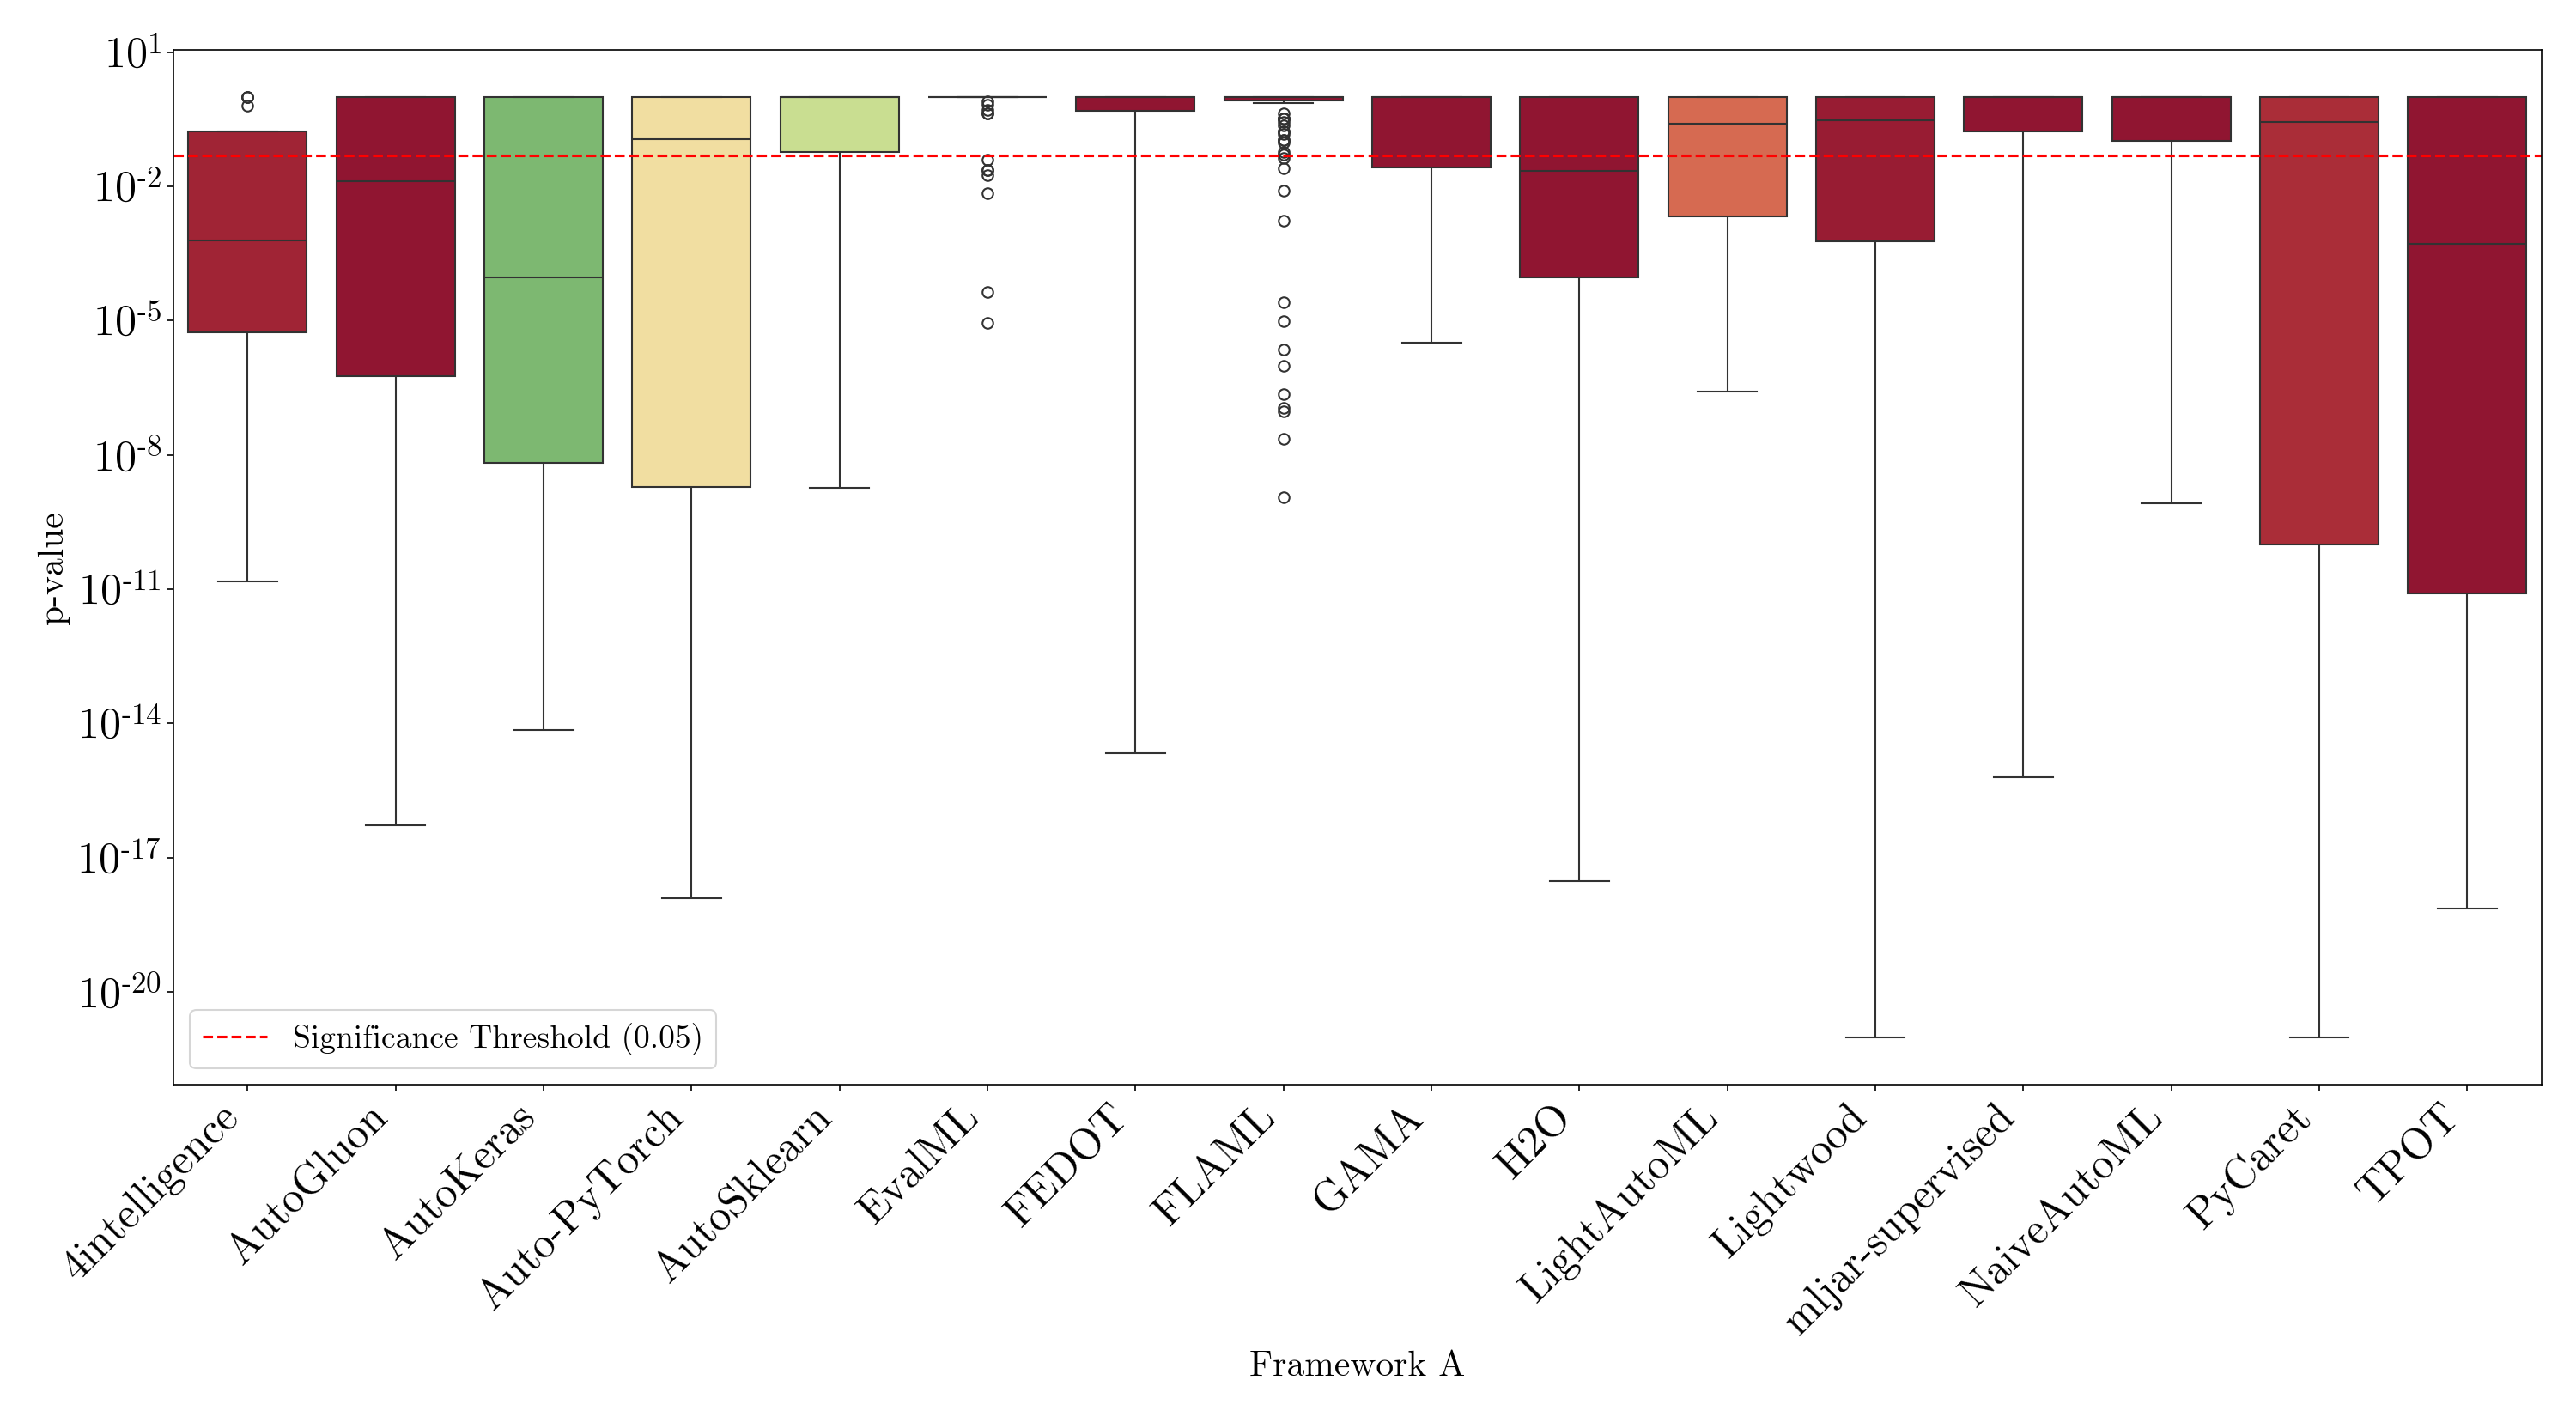 10^1
10^-2
10^-5
10^-8
10^-11
10^-14
10^-17
10^-20
p-value
Significance Threshold (0.05)
4intelligence
AutoGluon
AutoKeras
Auto-PyTorch
AutoSklearn
EvalML
FEDOT
FLAML
GAMA
H2O
LightAutoML
Lightwood
mljar-supervised
NaiveAutoML
PyCaret
TPOT
Framework A